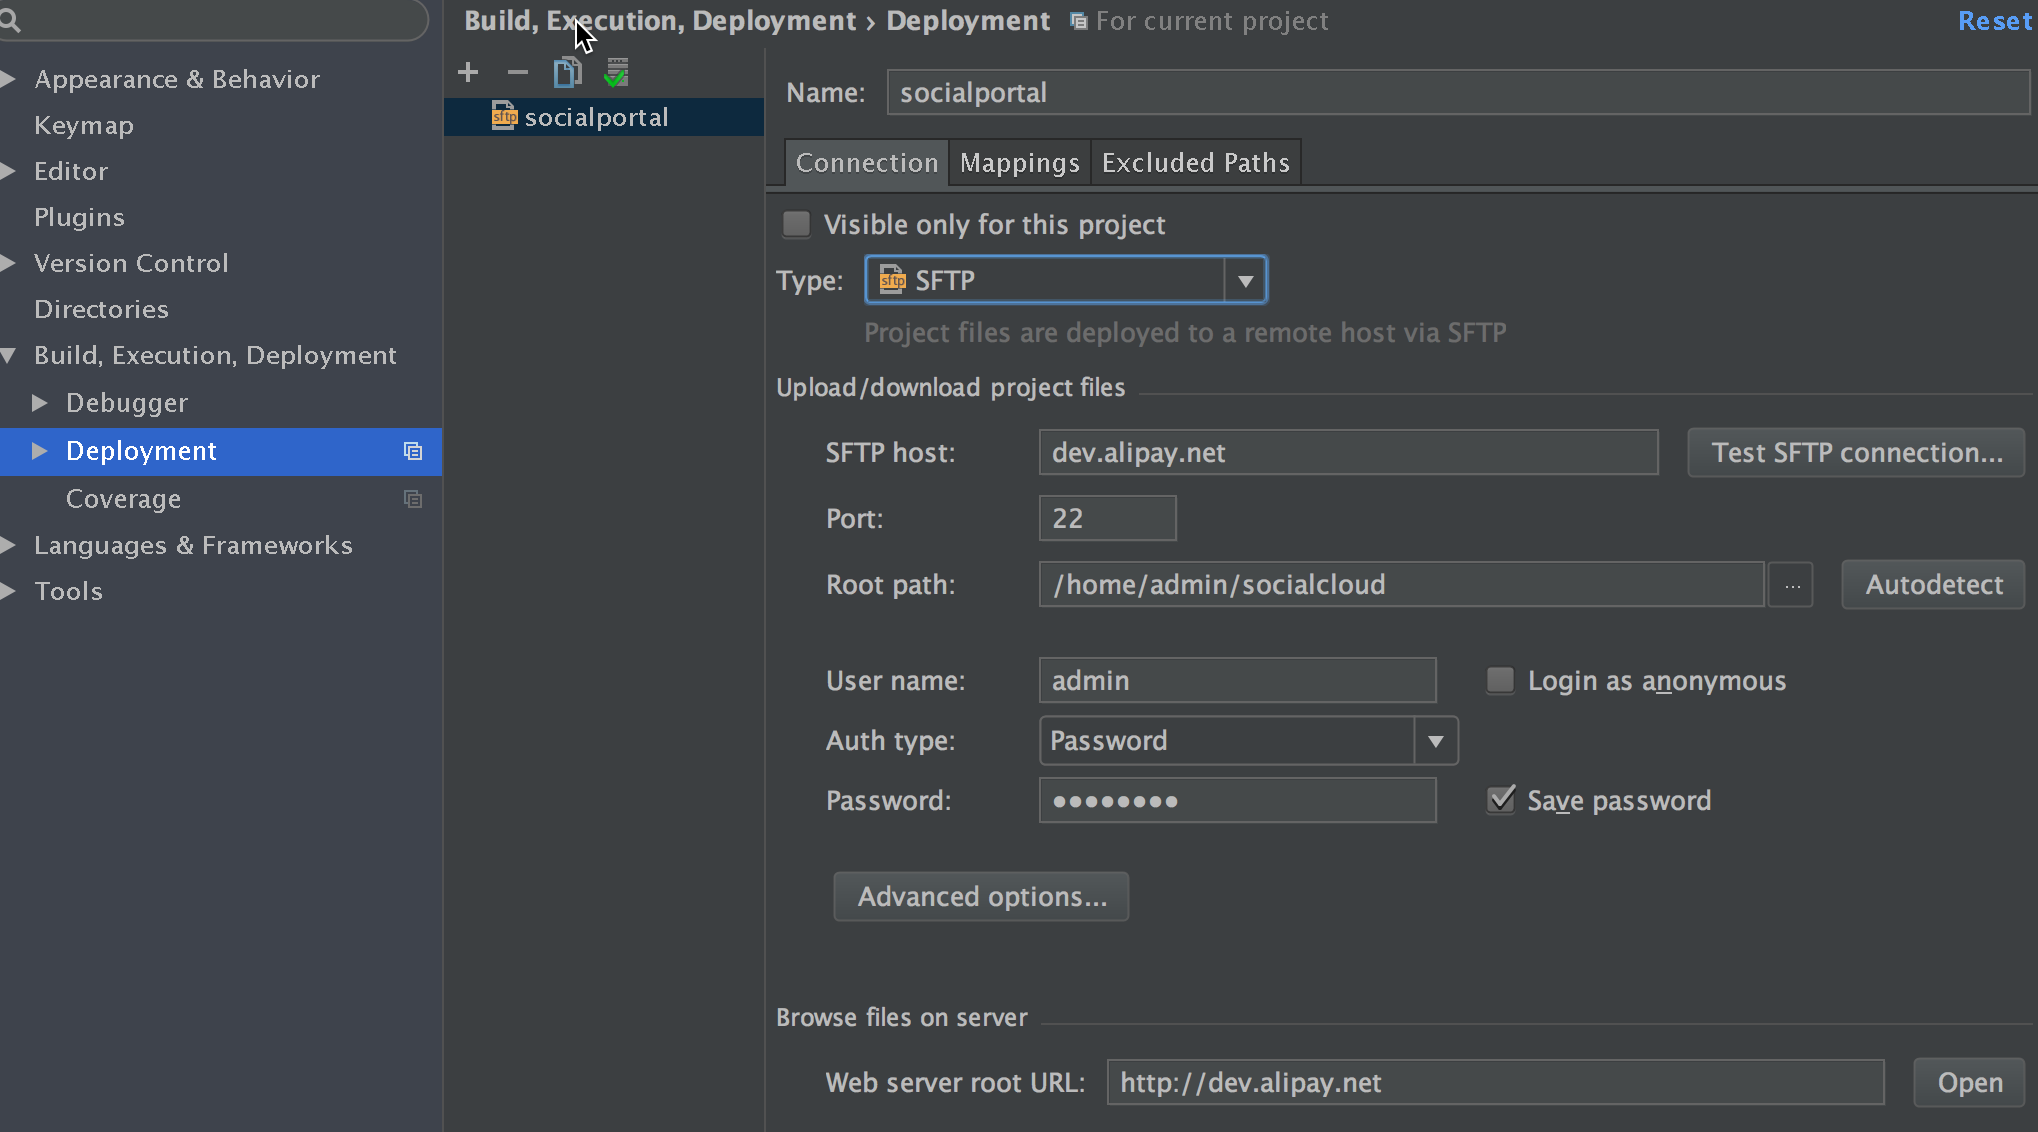 Build, Execution, Deployment › Deployment For current project Reset
Appearance & Behavior
Keymap
Editor
Plugins
Version Control
Directories
Build, Execution, Deployment
Debugger
Deployment
Coverage
Languages & Frameworks
Tools
sftp socialportal
Name: socialportal
Connection Mappings Excluded Paths
Visible only for this project
Type: sftp SFTP
Project files are deployed to a remote host via SFTP
Upload/download project files
SFTP host: dev.alipay.net Test SFTP connection...
Port: 22
Root path: /home/admin/socialcloud ... Autodetect
User name: admin Login as anonymous
Auth type: Password
Password: •••••••• Save password
Advanced options...
Browse files on server
Web server root URL: http://dev.alipay.net Open